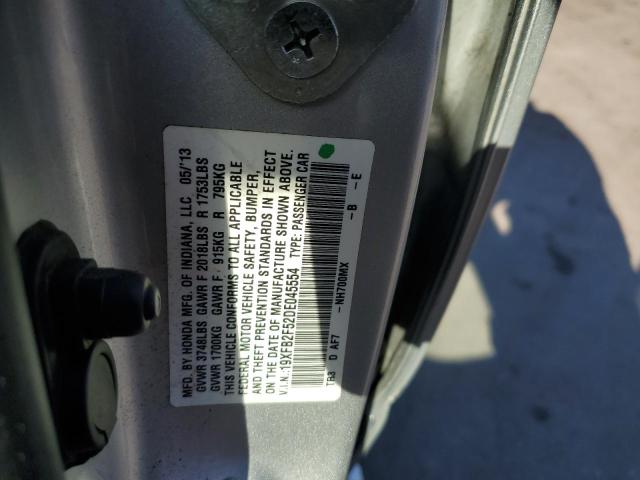 MFD. BY HONDA MFG. OF INDIANA, LLC 05/'13
GVWR 3748LBS GAWR F 2018LBS R 1753LBS
GVWR 1700KG GAWR F 915KG R 795KG
THIS VEHICLE CONFORMS TO ALL APPLICABLE
FEDERAL MOTOR VEHICLE SAFETY, BUMPER,
AND THEFT PREVENTION STANDARDS IN EFFECT
ON THE DATE OF MANUFACTURE SHOWN ABOVE.
V.I.N.:19XFB2F52DE045554 TYPE: PASSENGER CAR
TR3 D AF7 - NH700MIX - B - E